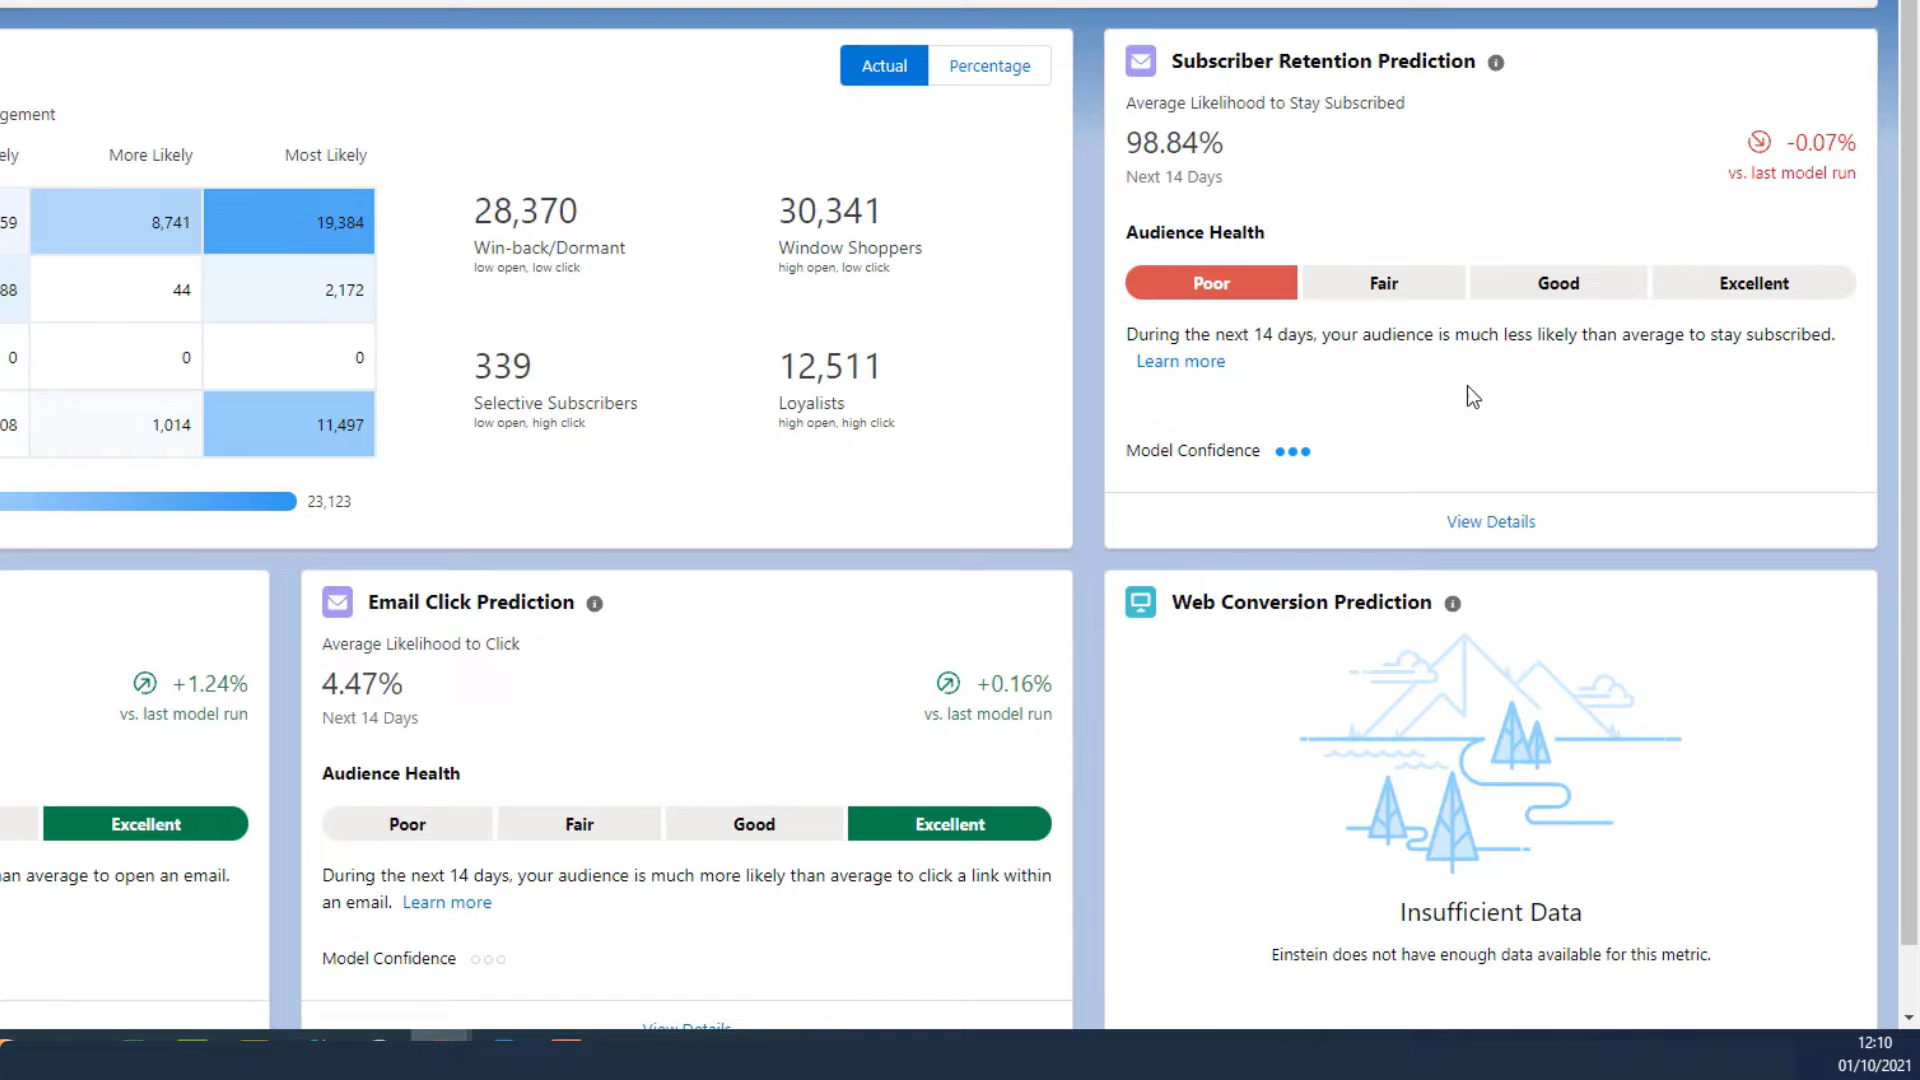 Actual
Percentage
gement
ely
More Likely
Most Likely
59
8,741
19,384
88
44
2,172
0
0
0
08
1,014
11,497
23,123
28,370
Win-back/Dormant
low open, low click
30,341
Window Shoppers
high open, low click
339
Selective Subscribers
low open, high click
12,511
Loyalists
high open, high click
Subscriber Retention Prediction
Average Likelihood to Stay Subscribed
98.84%
-0.07%
Next 14 Days
vs. last model run
Audience Health
Poor
Fair
Good
Excellent
During the next 14 days, your audience is much less likely than average to stay subscribed.
Learn more
Model Confidence
View Details
+1.24%
vs. last model run
Excellent
an average to open an email.
Email Click Prediction
Average Likelihood to Click
4.47%
+0.16%
Next 14 Days
vs. last model run
Audience Health
Poor
Fair
Good
Excellent
During the next 14 days, your audience is much more likely than average to click a link within
an email. Learn more
Model Confidence
View Details
Web Conversion Prediction
Insufficient Data
Einstein does not have enough data available for this metric.
12:10
01/10/2021